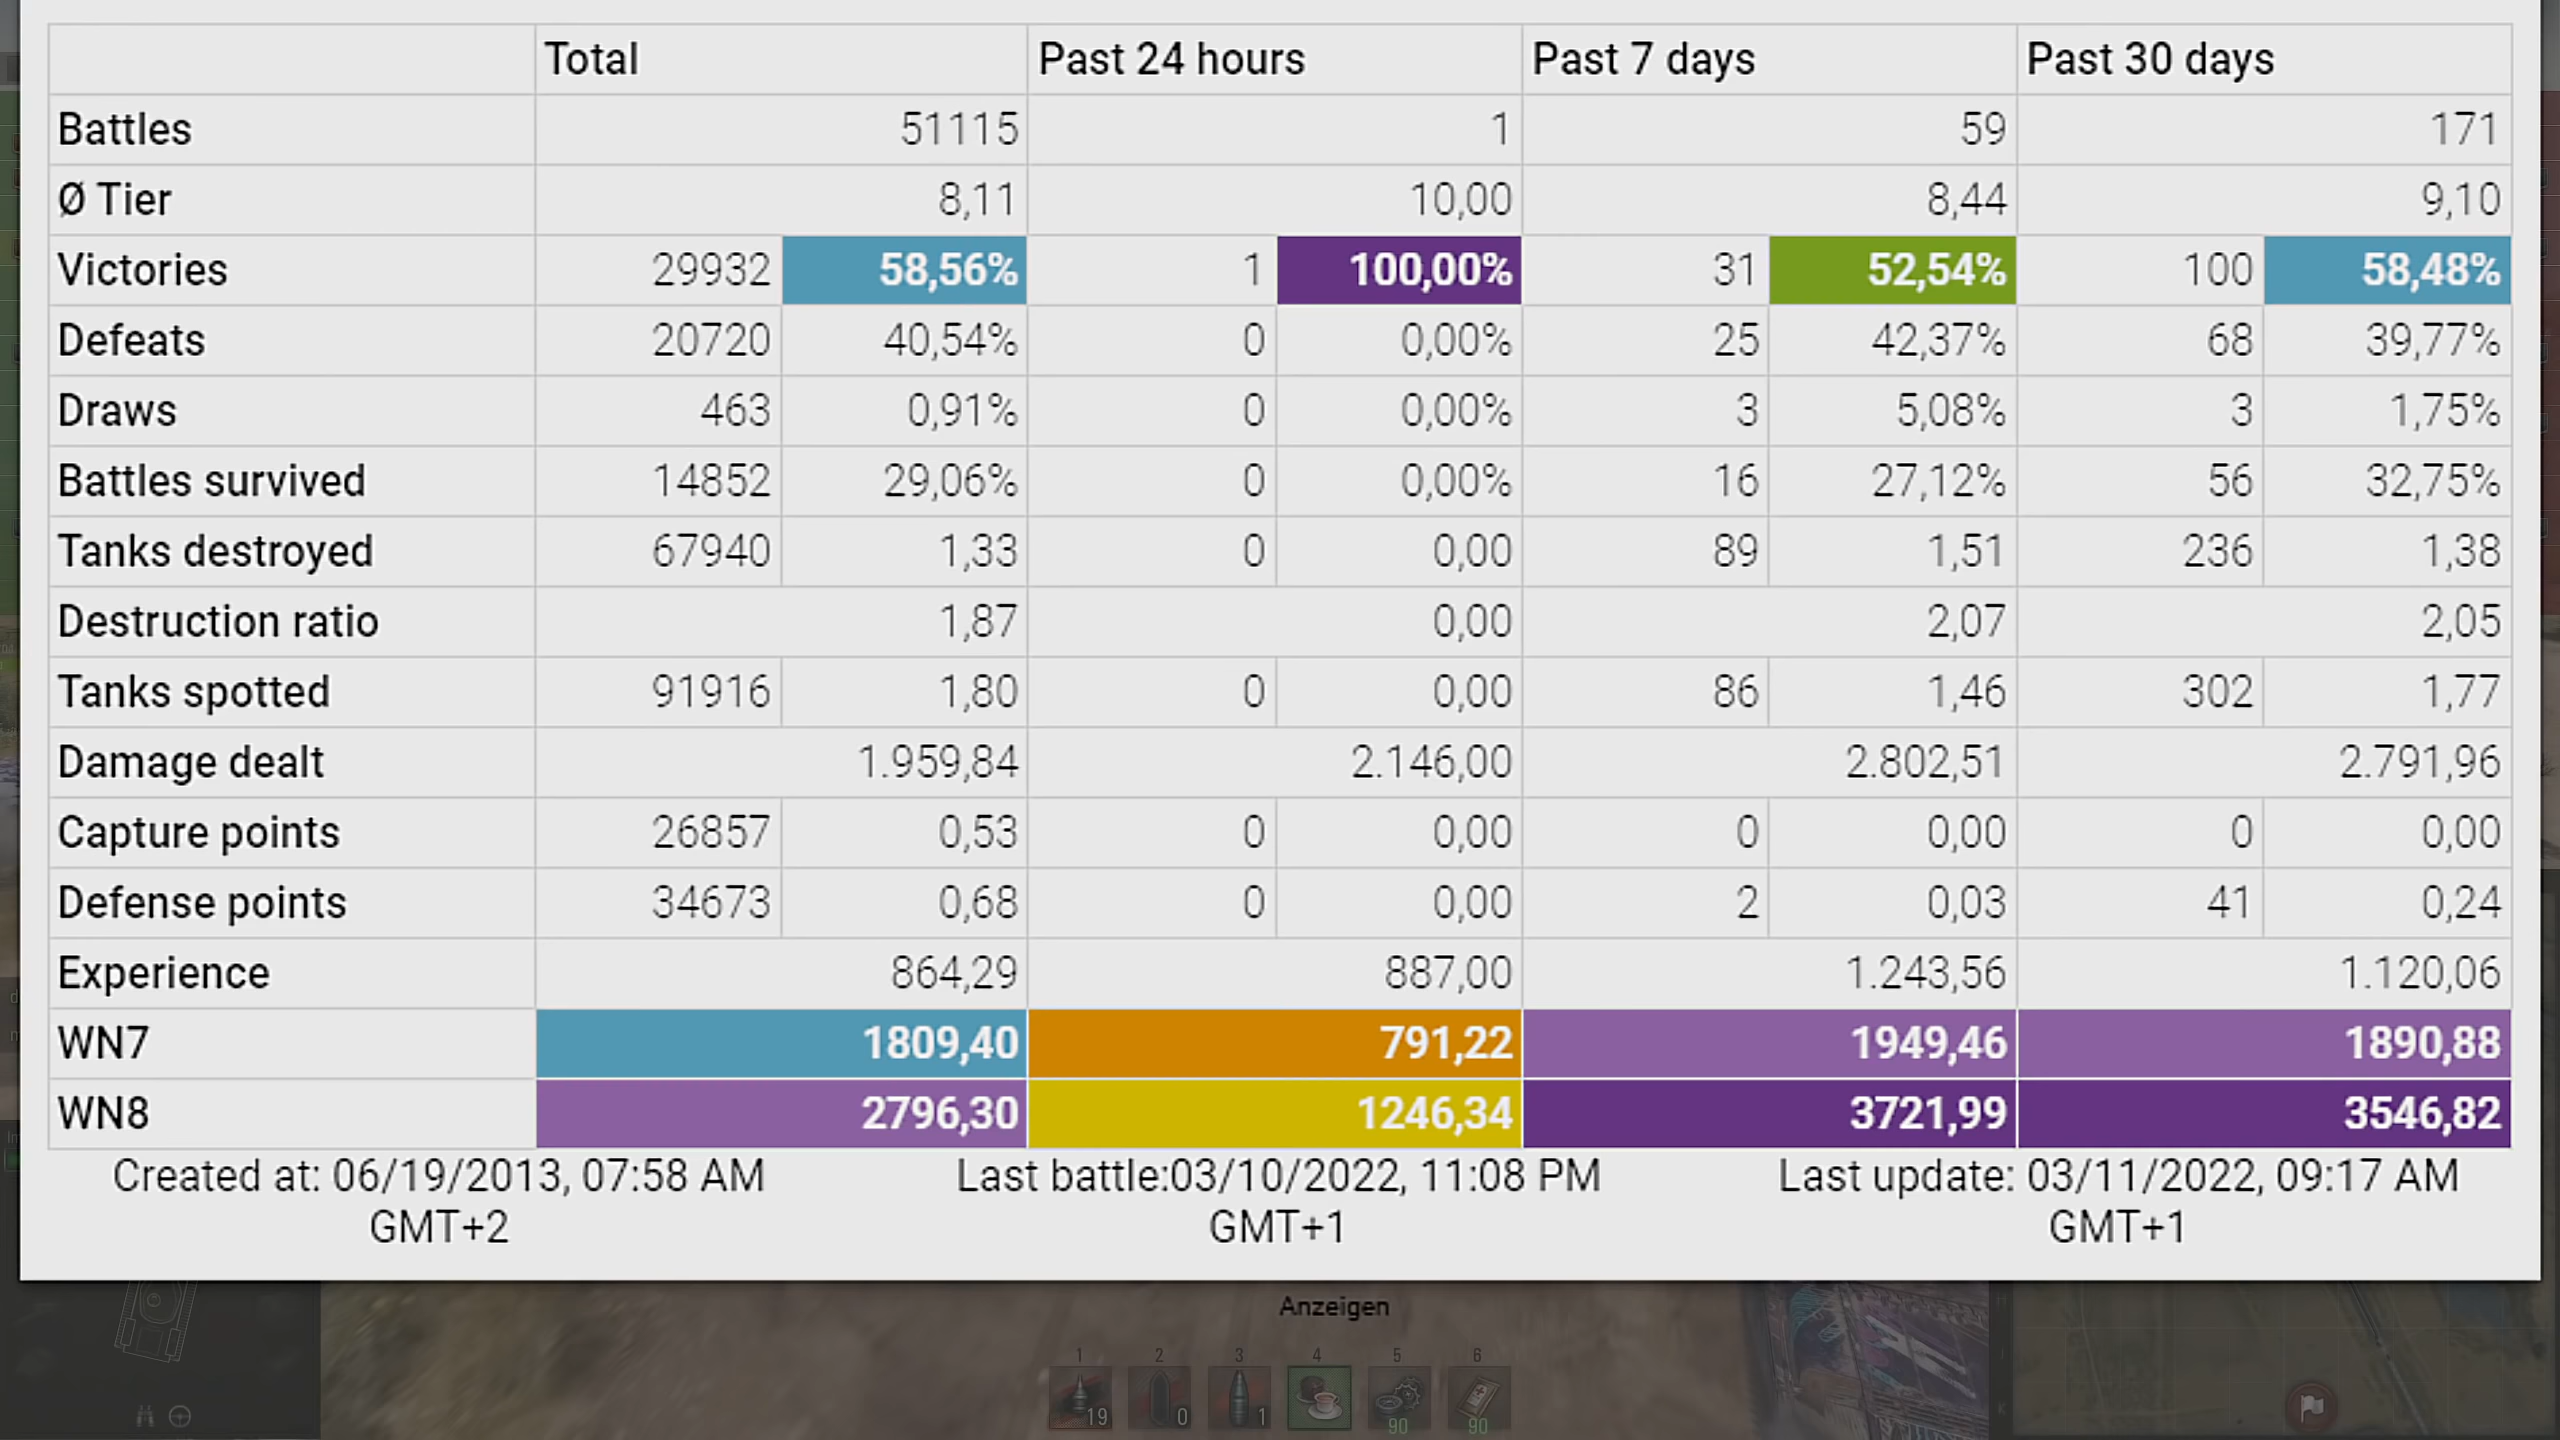 Total Past 24 hours Past 7 days Past 30 days
Battles 51115 1 59 171
Ø Tier 8,11 10,00 8,44 9,10
Victories 29932 58,56% 1 100,00% 31 52,54% 100 58,48%
Defeats 20720 40,54% 0 0,00% 25 42,37% 68 39,77%
Draws 463 0,91% 0 0,00% 3 5,08% 3 1,75%
Battles survived 14852 29,06% 0 0,00% 16 27,12% 56 32,75%
Tanks destroyed 67940 1,33 0 0,00 89 1,51 236 1,38
Destruction ratio 1,87 0,00 2,07 2,05
Tanks spotted 91916 1,80 0 0,00 86 1,46 302 1,77
Damage dealt 1.959,84 2.146,00 2.802,51 2.791,96
Capture points 26857 0,53 0 0,00 0 0,00 0 0,00
Defense points 34673 0,68 0 0,00 2 0,03 41 0,24
Experience 864,29 887,00 1.243,56 1.120,06
WN7 1809,40 791,22 1949,46 1890,88
WN8 2796,30 1246,34 3721,99 3546,82
Created at: 06/19/2013, 07:58 AM Last battle:03/10/2022, 11:08 PM Last update: 03/11/2022, 09:17 AM
GMT+2 GMT+1 GMT+1
Anzeigen
1 2 3 4 5 6
19 0 1 90 90